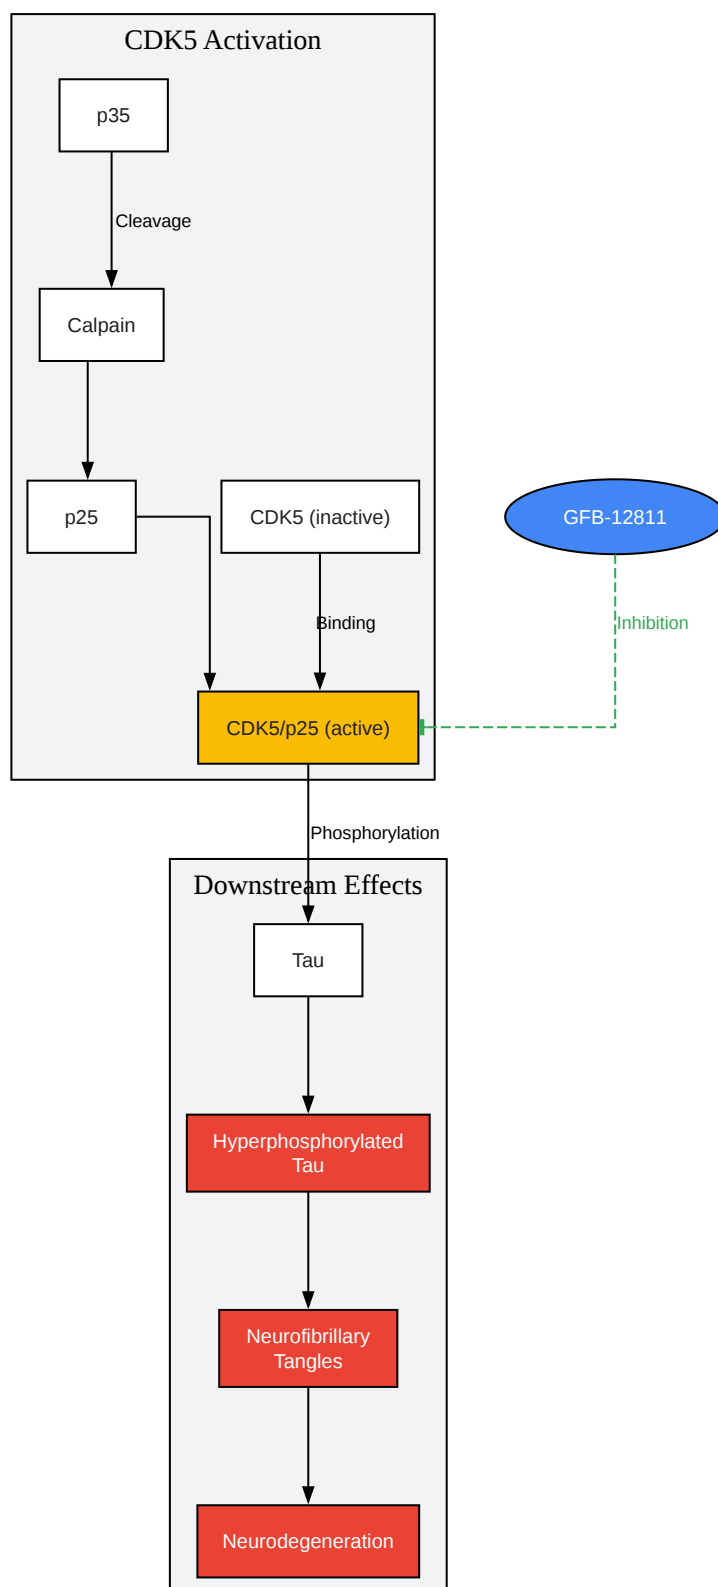 CDK5 Activation
p35
Cleavage
Calpain
p25
CDK5 (inactive)
GFB-12811
Binding
Inhibition
CDK5/p25 (active)
Phosphorylation
Downstream Effects
Tau
Hyperphosphorylated
Tau
Neurofibrillary
Tangles
Neurodegeneration